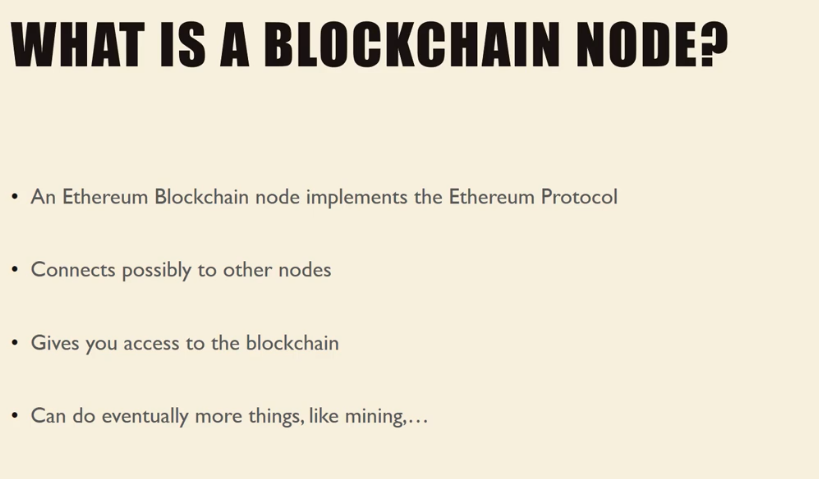 WHAT IS A BLOCKCHAIN NODE?
• An Ethereum Blockchain node implements the Ethereum Protocol
• Connects possibly to other nodes
• Gives you access to the blockchain
• Can do eventually more things, like mining,...